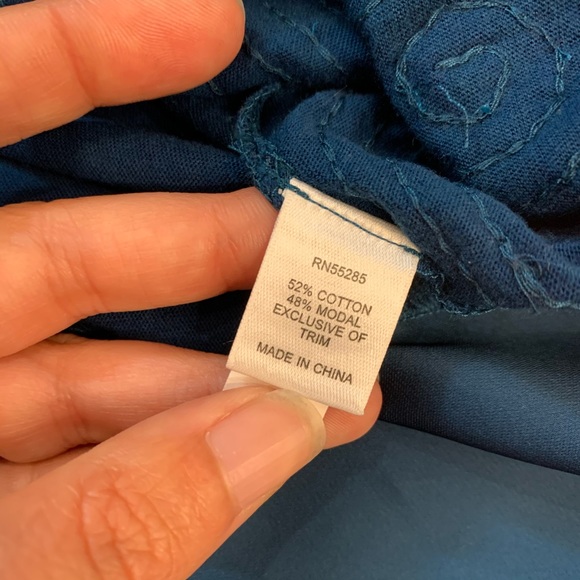 RN55285
52% COTTON
48% MODAL
EXCLUSIVE OF
TRIM
MADE IN CHINA